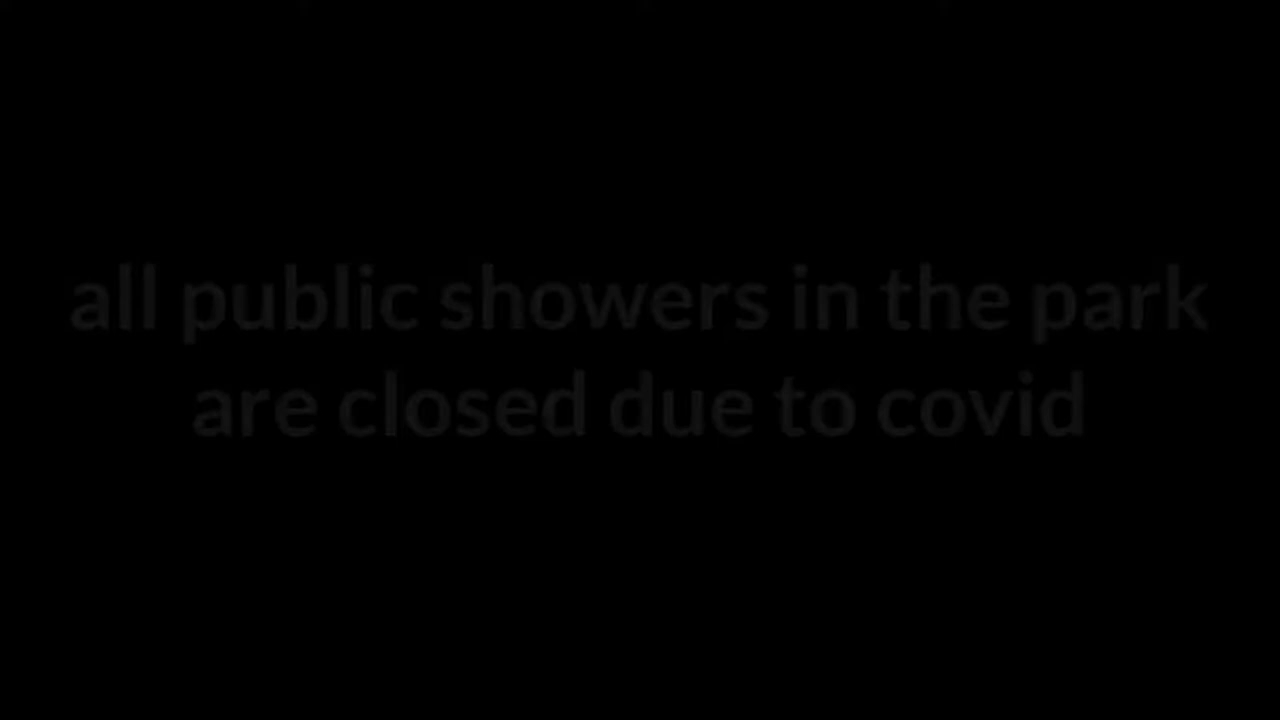 all public showers in the park
are closed due to covid